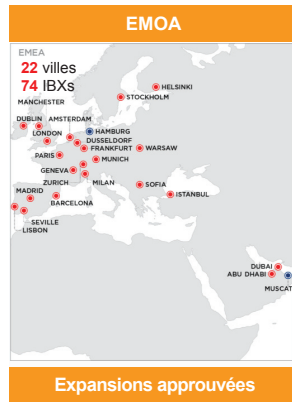 EMOA
EMEA
22 villes
74 IBXs
HELSINKI
STOCKHOLM
MANCHESTER
DUBLIN AMSTERDAM
HAMBURG
LONDON
DUSSELDORF
FRANKFURT WARSAW
PARIS
MUNICH
GENEVA
ZURICH MILAN SOFIA
MADRID
ISTANBUL
BARCELONA
SEVILLE
LISBON
DUBAI
ABU DHABI
MUSCAT
Expansions approuvées